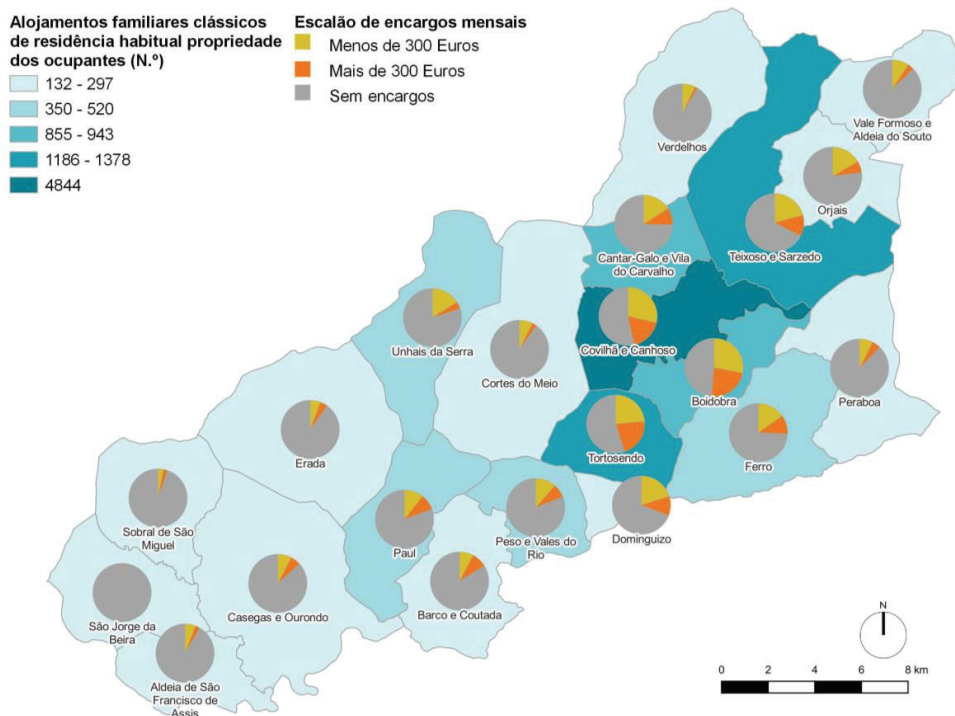 Alojamentos familiares clássicos
de residência habitual propriedade
dos ocupantes (N.º)
132 - 297
350 - 520
855 - 943
1186 - 1378
4844
Escalão de encargos mensais
Menos de 300 Euros
Mais de 300 Euros
Sem encargos
Vale Formoso e
Aldeia do Souto
Verdelhos
Orjais
Teixoso e Sarzedo
Cantar-Galo e Vila
do Carvalho
Unhais da Serra
Covilhã e Canhoso
Cortes do Meio
Boidobra
Peraboa
Erada
Tortosendo
Ferro
Sobral de São
Miguel
Paul
Peso e Vales do
Rio
Dominguizo
São Jorge da
Beira
Casegas e Ourondo
Barco e Coutada
Aldeia de São
Francisco de
Assis
N
0 2 4 6 8 km